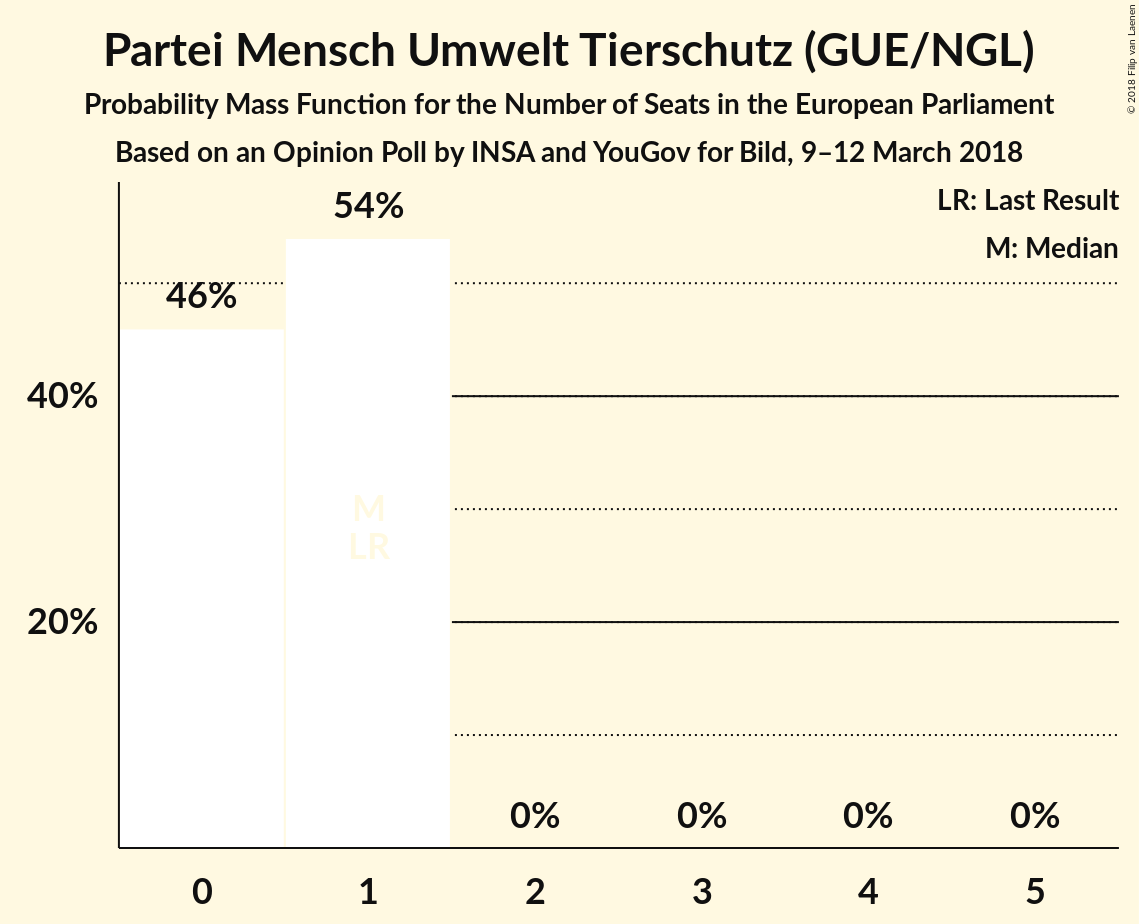 Partei Mensch Umwelt Tierschutz (GUE/NGL)
Probability Mass Function for the Number of Seats in the European Parliament
Based on an Opinion Poll by INSA and YouGov for Bild, 9–12 March 2018
© 2018 Filip van Laenen
LR: Last Result
M: Median
54%
46%
40%
M
LR
20%
0% 0% 0% 0%
0 1 2 3 4 5